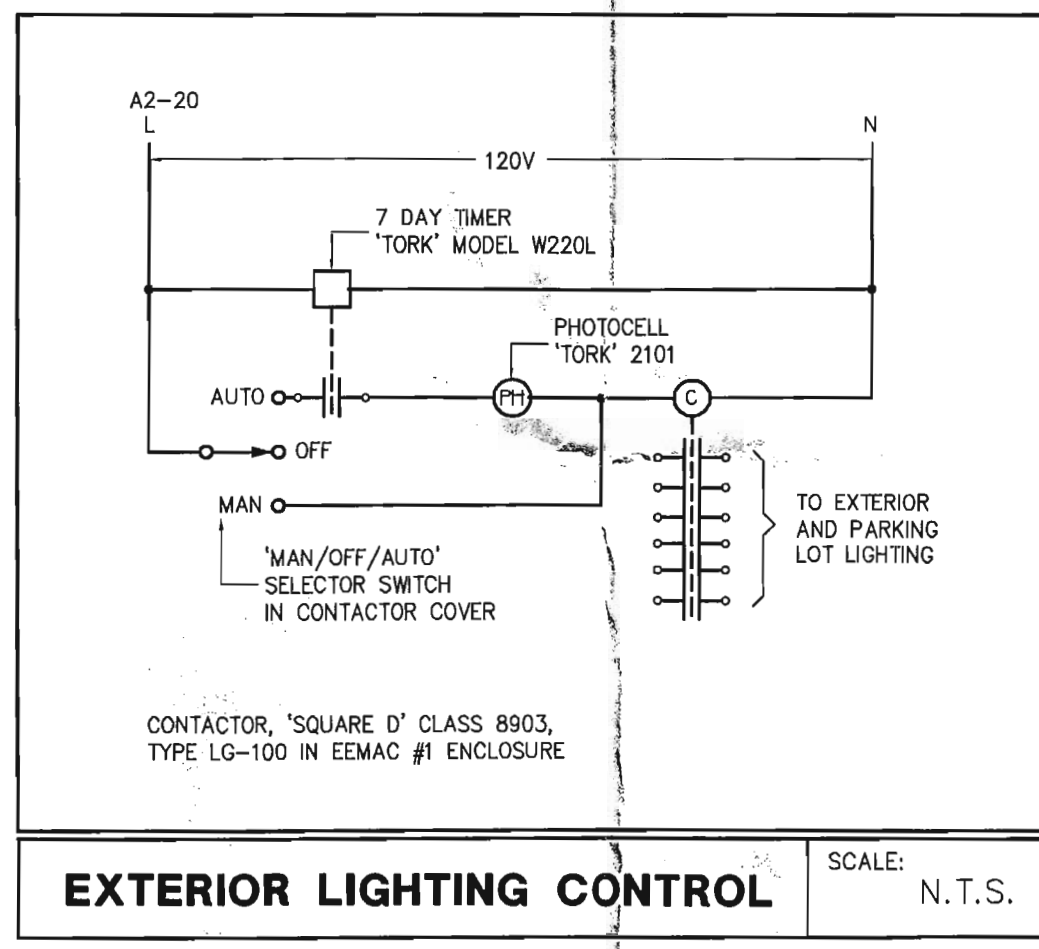 A2-20
L
N
120V
7 DAY TIMER
'TORK' MODEL W220L
PHOTOCELL
'TORK' 2101
AUTO
PH
C
OFF
MAN
TO EXTERIOR
AND PARKING
LOT LIGHTING
'MAN/OFF/AUTO'
SELECTOR SWITCH
IN CONTACTOR COVER
CONTACTOR, 'SQUARE D' CLASS 8903,
TYPE LG-100 IN EEMAC #1 ENCLOSURE
EXTERIOR LIGHTING CONTROL
SCALE:
N.T.S.